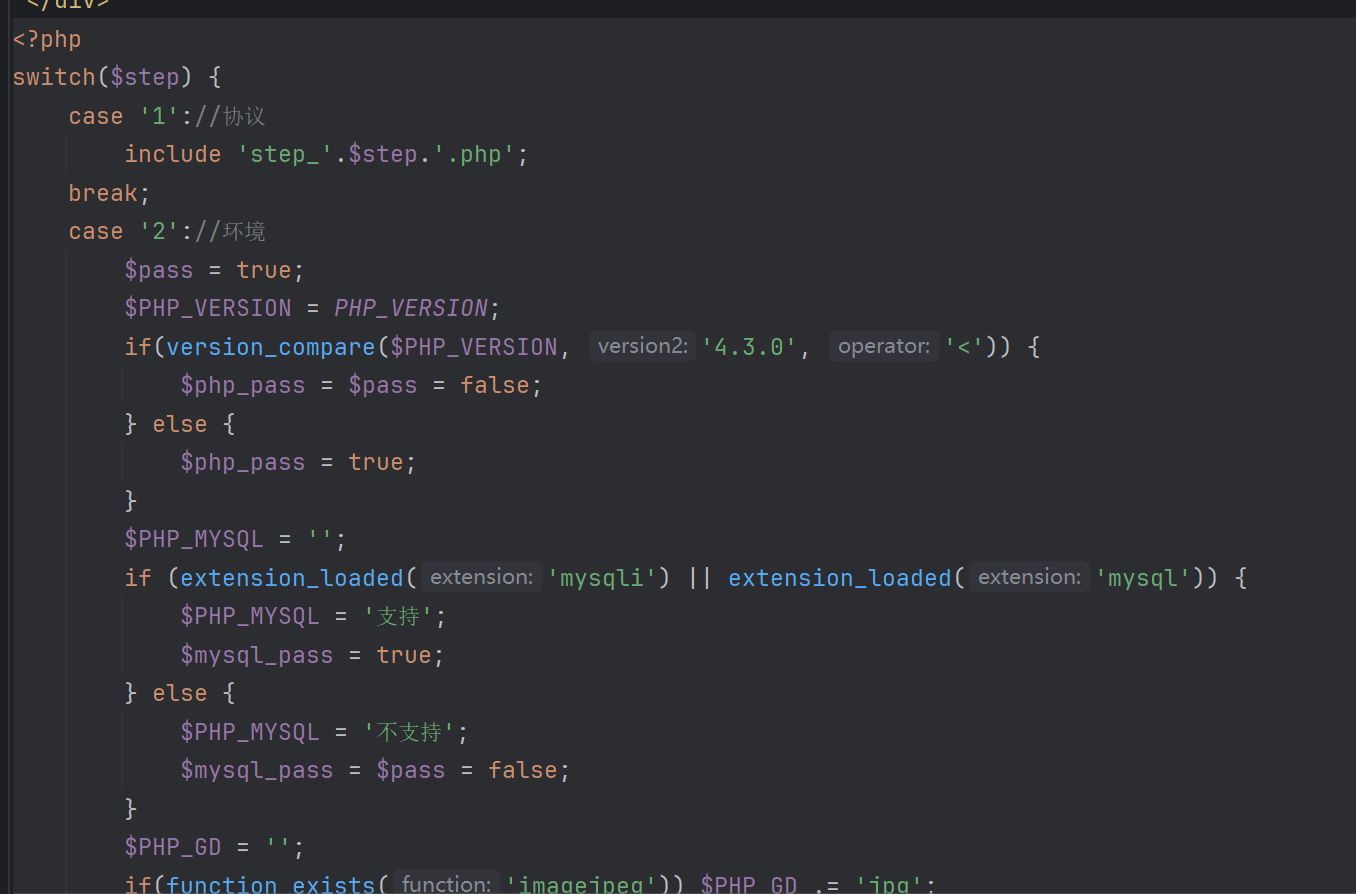 </div>
<?php
switch($step) {
case '1'://协议
include 'step_'.$step.'.php';
break;
case '2'://环境
$pass = true;
$PHP_VERSION = PHP_VERSION;
if(version_compare($PHP_VERSION, version2: '4.3.0', operator: '<')) {
$php_pass = $pass = false;
} else {
$php_pass = true;
}
$PHP_MYSQL = '';
if (extension_loaded( extension: 'mysqli') || extension_loaded( extension: 'mysql')) {
$PHP_MYSQL = '支持';
$mysql_pass = true;
} else {
$PHP_MYSQL = '不支持';
$mysql_pass = $pass = false;
}
$PHP_GD = '';
if(function_exists( function: 'imagejpeg')) $PHP_GD .= 'jpg';